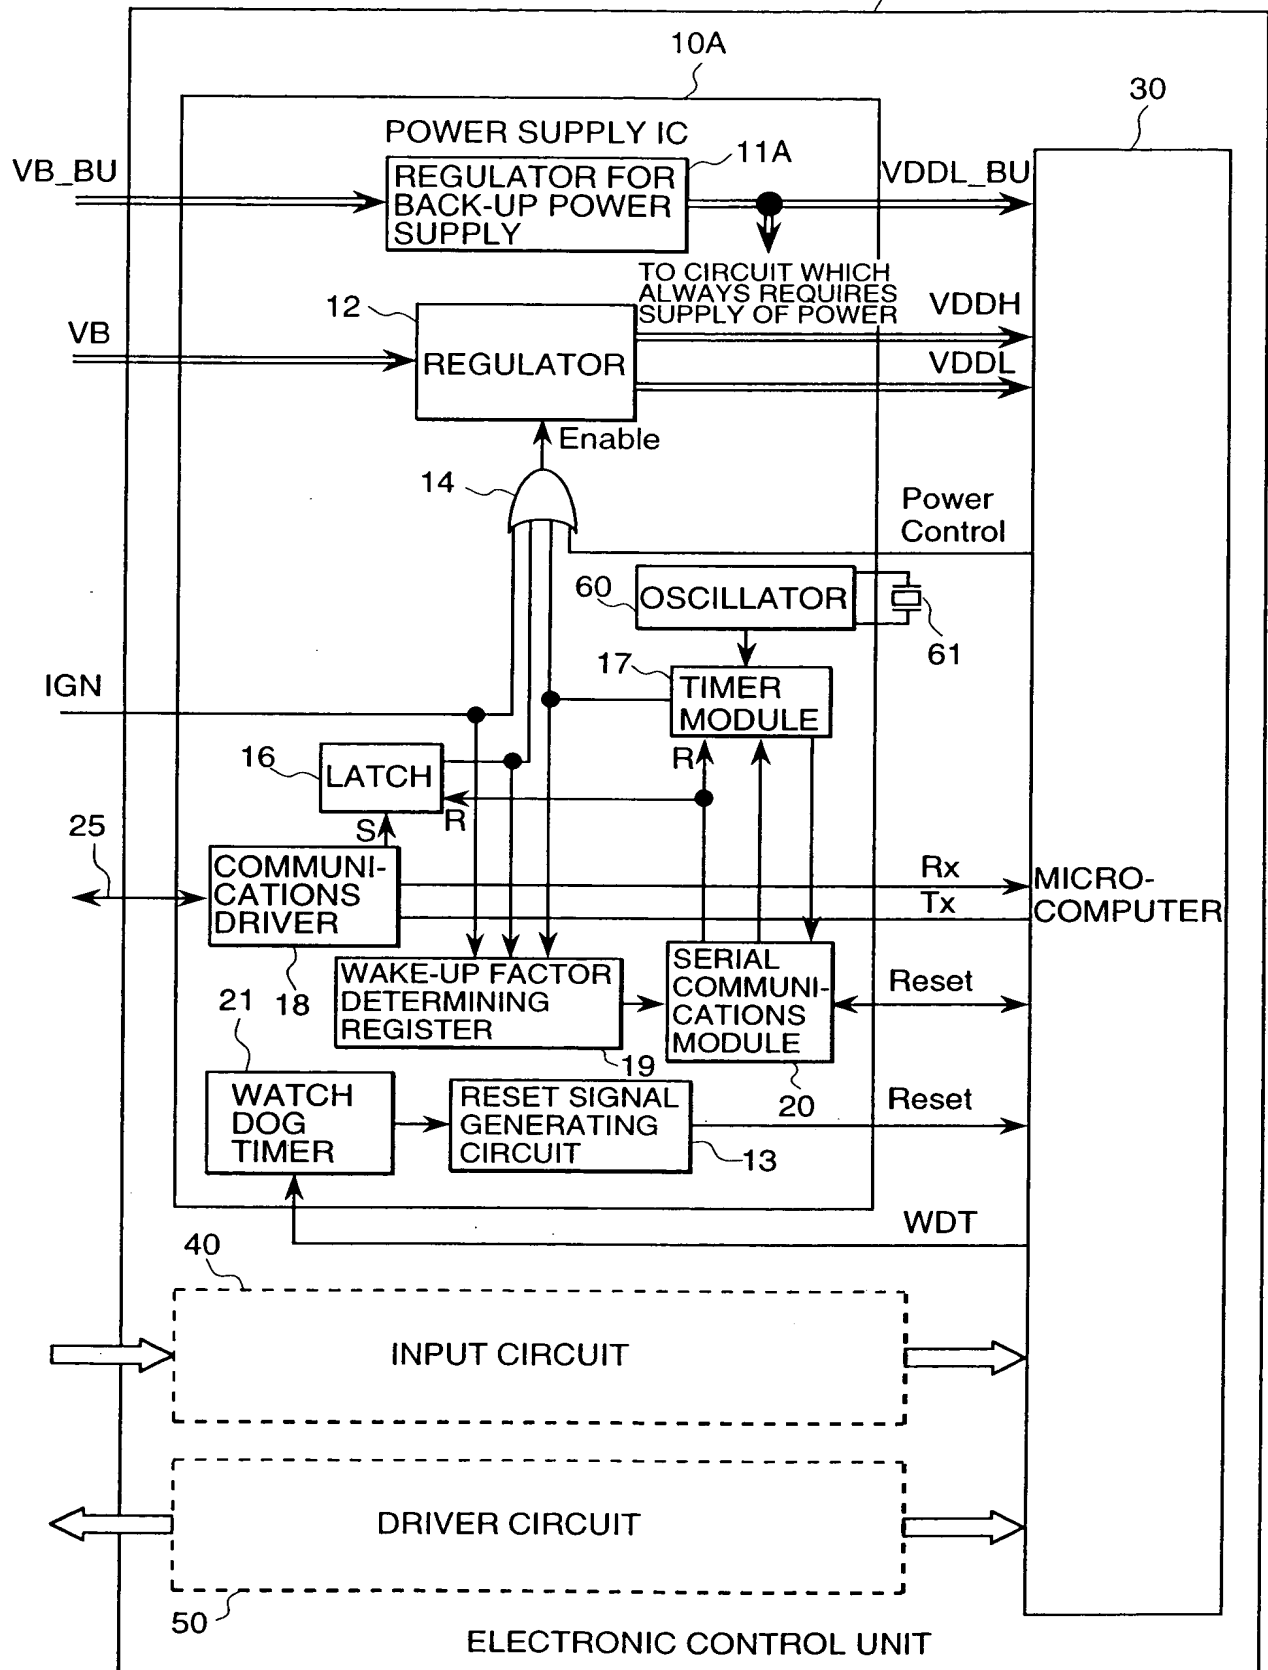 10A
30
POWER SUPPLY IC
11A
VB_BU
REGULATOR FOR
BACK-UP POWER
SUPPLY
VDDL_BU
TO CIRCUIT WHICH
ALWAYS REQUIRES
SUPPLY OF POWER
12
VB
REGULATOR
VDDH
VDDL
Enable
14
Power
Control
60
OSCILLATOR
61
17
IGN
TIMER
MODULE
16
LATCH
R
S
R
25
COMMUNI-
CATIONS
DRIVER
Rx
Tx
MICRO-
COMPUTER
18
WAKE-UP FACTOR
DETERMINING
REGISTER
SERIAL
COMMUNI-
CATIONS
MODULE
Reset
21
19
20
WATCH
DOG
TIMER
RESET SIGNAL
GENERATING
CIRCUIT
Reset
13
WDT
40
INPUT CIRCUIT
DRIVER CIRCUIT
50
ELECTRONIC CONTROL UNIT